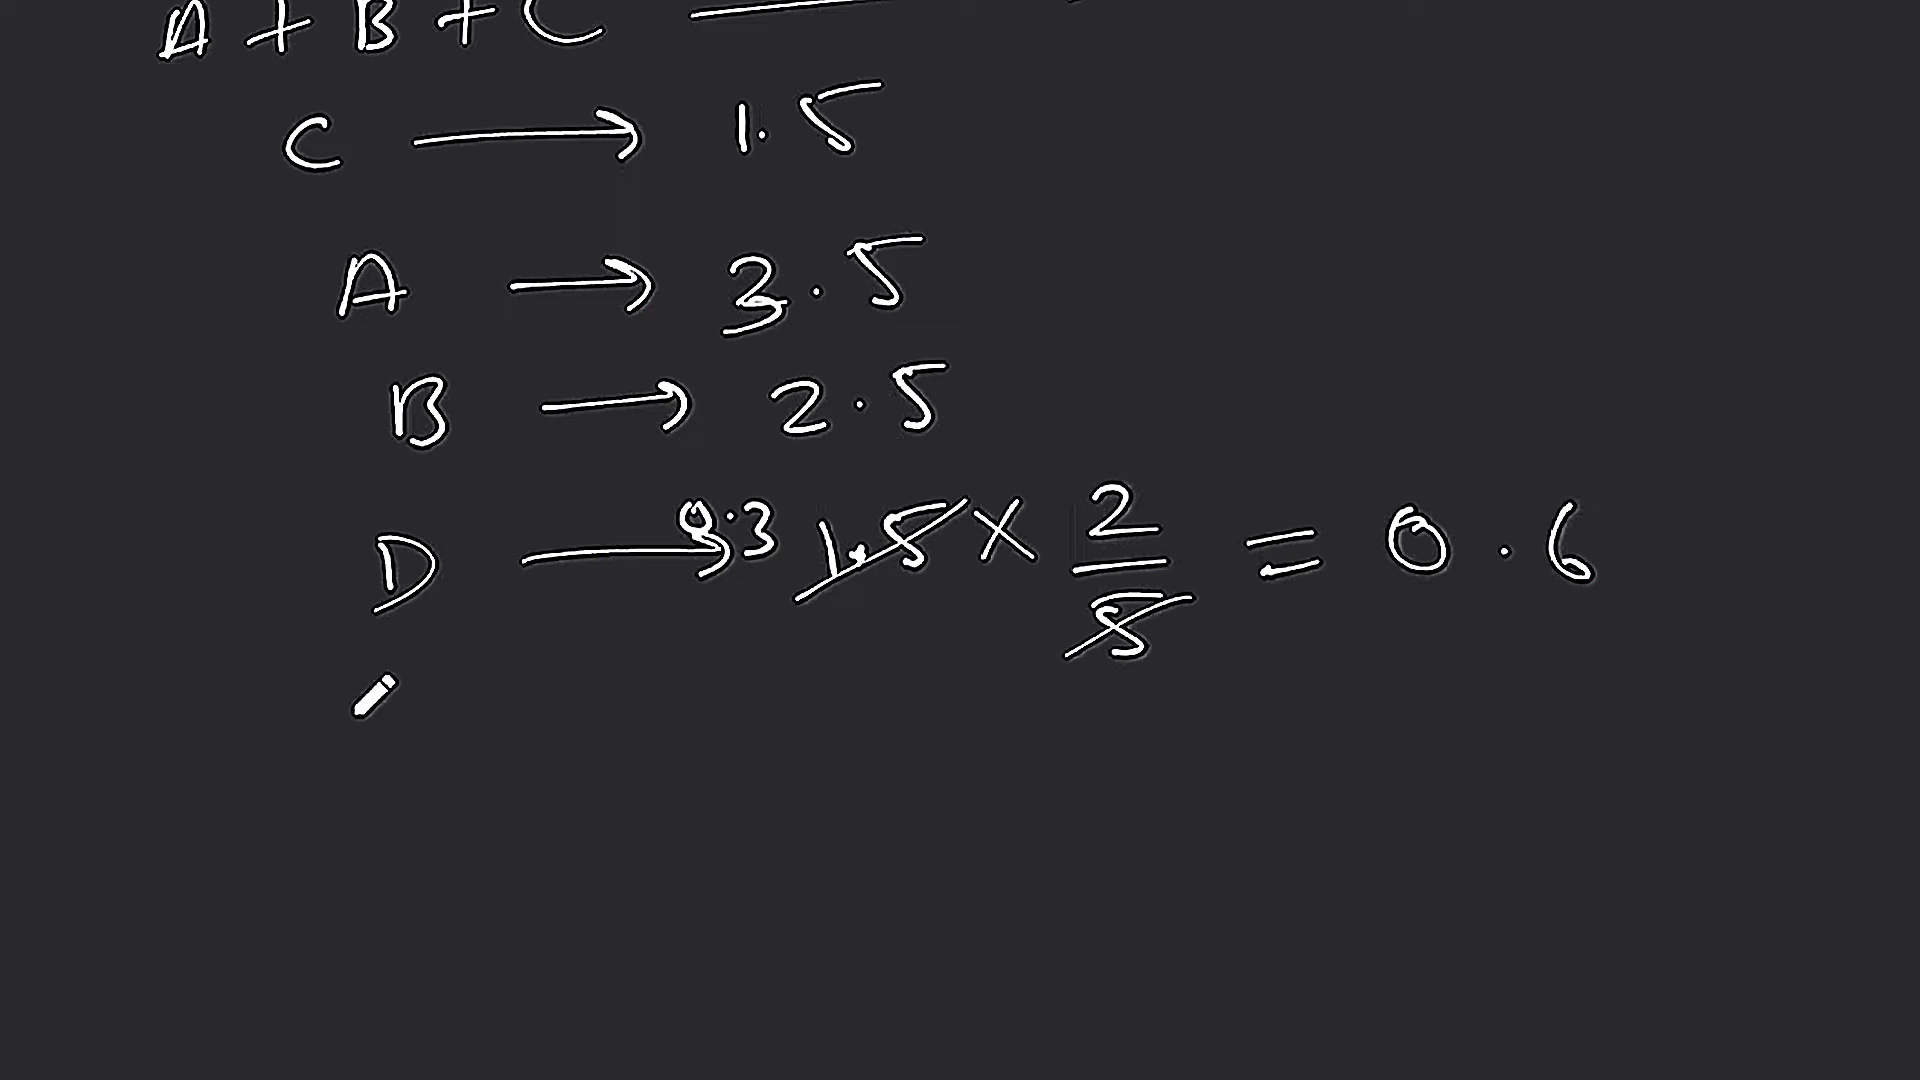 A + B + C
C → 1.5
A → 3.5
B → 2.5
D → 0.3 1.5 × 2/5 = 0.6